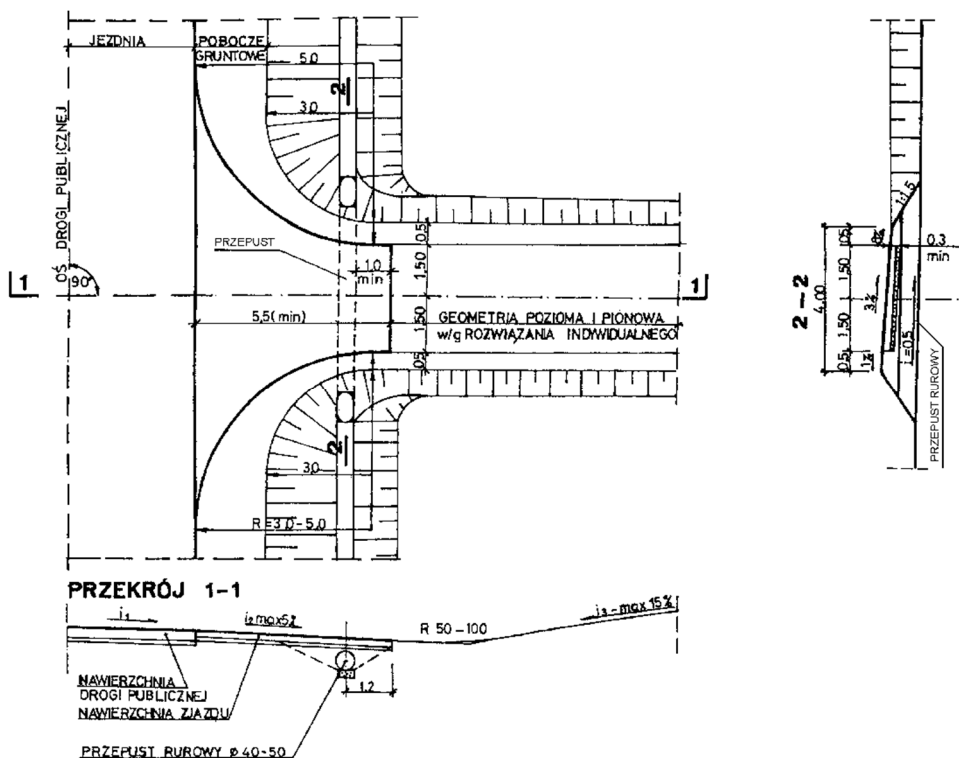 JEZDNIA
POBOCZE
GRUNTOWE
5,0
2
3,0
OŚ DROGI PUBLICZNEJ
90°
PRZEPUST
1,0
min
0,5
1,50
1
1
5,5 (min)
1,50
0,5
GEOMETRIA POZIOMA I PIONOWA
w/g ROZWIĄZANIA INDYWIDUALNEGO
2
3,0
R=3,0-5,0
2-2
4.00
0,5
1,50
1,50
0,5
1:1,5
0.3
min
3%
i=0.5
PRZEPUST RUROWY
PRZEKRÓJ 1-1
i₁
i₂ max5%
R 50-100
i₃-max 15%
1,2
NAWIERZCHNIA
DROGI PUBLICZNEJ
NAWIERZCHNIA ZJAZDU
PRZEPUST RUROWY ø 40-50